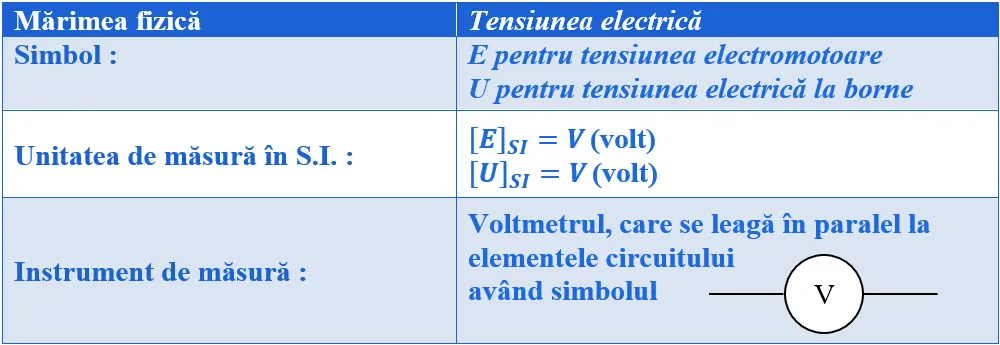 Mărimea fizică
Tensiunea electrică
Simbol :
E pentru tensiunea electromotoare
U pentru tensiunea electrică la borne
Unitatea de măsură în S.I. :
[E]SI = V (volt)
[U]SI = V (volt)
Instrument de măsură :
Voltmetrul, care se leagă în paralel la
elementele circuitului
având simbolul
V